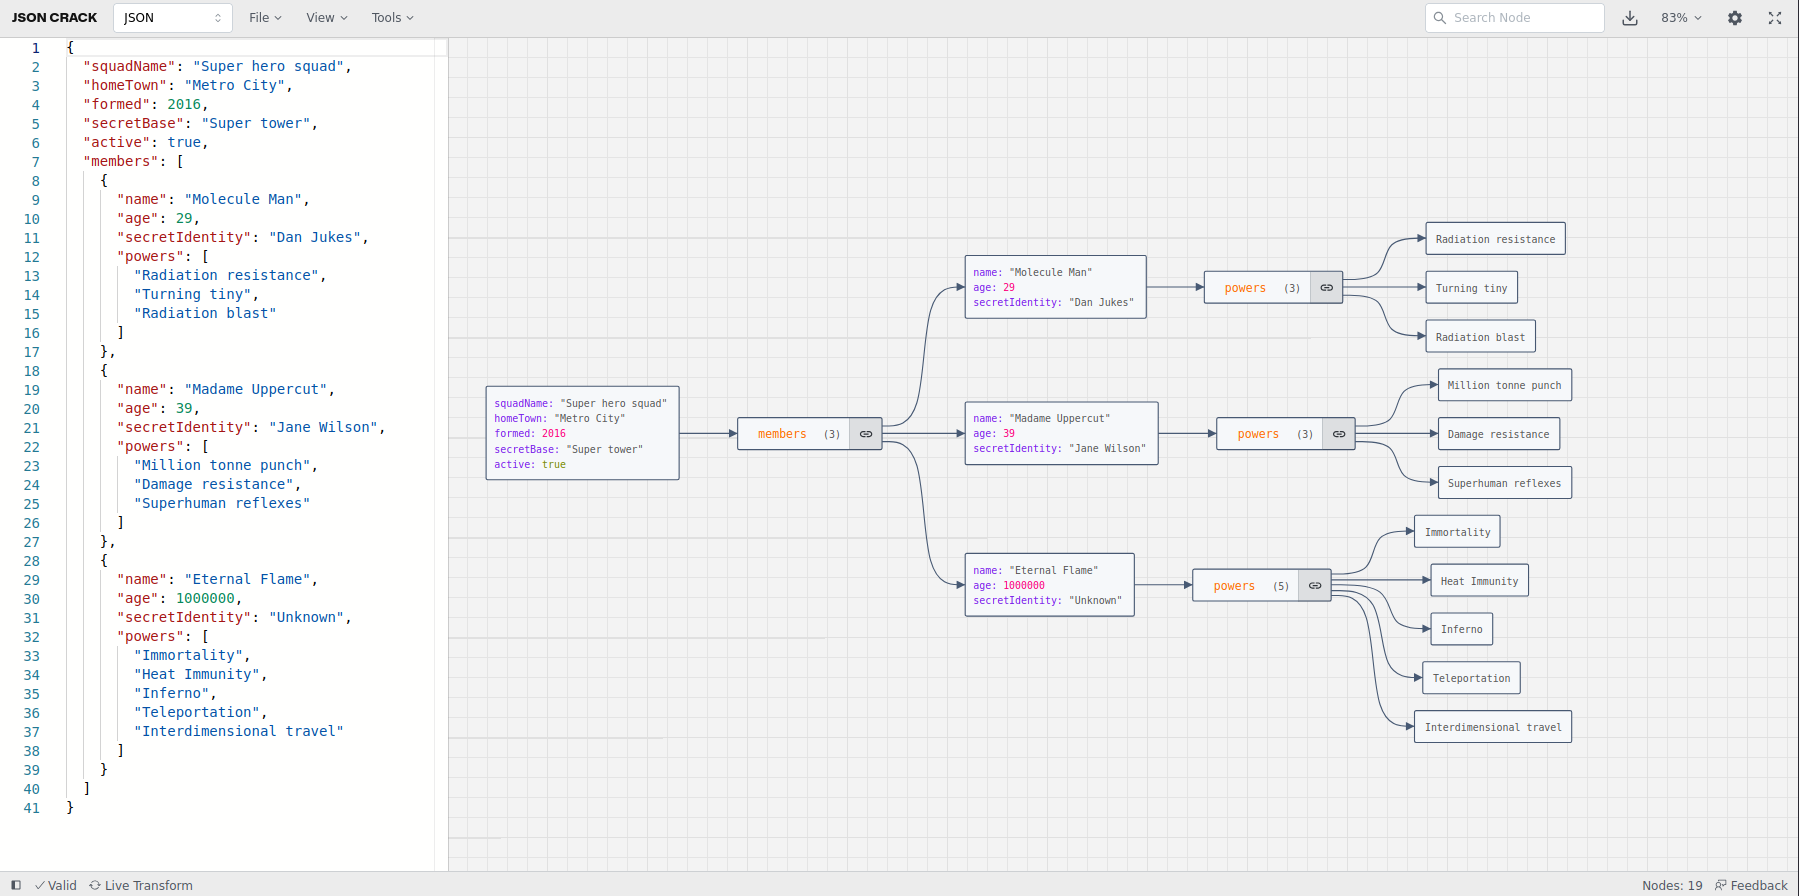 JSON CRACK
JSON
File
View
Tools
Search Node
83%
1 {
2 "squadName": "Super hero squad",
3 "homeTown": "Metro City",
4 "formed": 2016,
5 "secretBase": "Super tower",
6 "active": true,
7 "members": [
8 {
9 "name": "Molecule Man",
10 "age": 29,
11 "secretIdentity": "Dan Jukes",
12 "powers": [
13 "Radiation resistance",
14 "Turning tiny",
15 "Radiation blast"
16 ]
17 },
18 {
19 "name": "Madame Uppercut",
20 "age": 39,
21 "secretIdentity": "Jane Wilson",
22 "powers": [
23 "Million tonne punch",
24 "Damage resistance",
25 "Superhuman reflexes"
26 ]
27 },
28 {
29 "name": "Eternal Flame",
30 "age": 1000000,
31 "secretIdentity": "Unknown",
32 "powers": [
33 "Immortality",
34 "Heat Immunity",
35 "Inferno",
36 "Teleportation",
37 "Interdimensional travel"
38 ]
39 }
40 ]
41 }
squadName: "Super hero squad"
homeTown: "Metro City"
formed: 2016
secretBase: "Super tower"
active: true
members (3)
name: "Molecule Man"
age: 29
secretIdentity: "Dan Jukes"
powers (3)
Radiation resistance
Turning tiny
Radiation blast
name: "Madame Uppercut"
age: 39
secretIdentity: "Jane Wilson"
powers (3)
Million tonne punch
Damage resistance
Superhuman reflexes
name: "Eternal Flame"
age: 1000000
secretIdentity: "Unknown"
powers (5)
Immortality
Heat Immunity
Inferno
Teleportation
Interdimensional travel
Valid
Live Transform
Nodes: 19
Feedback